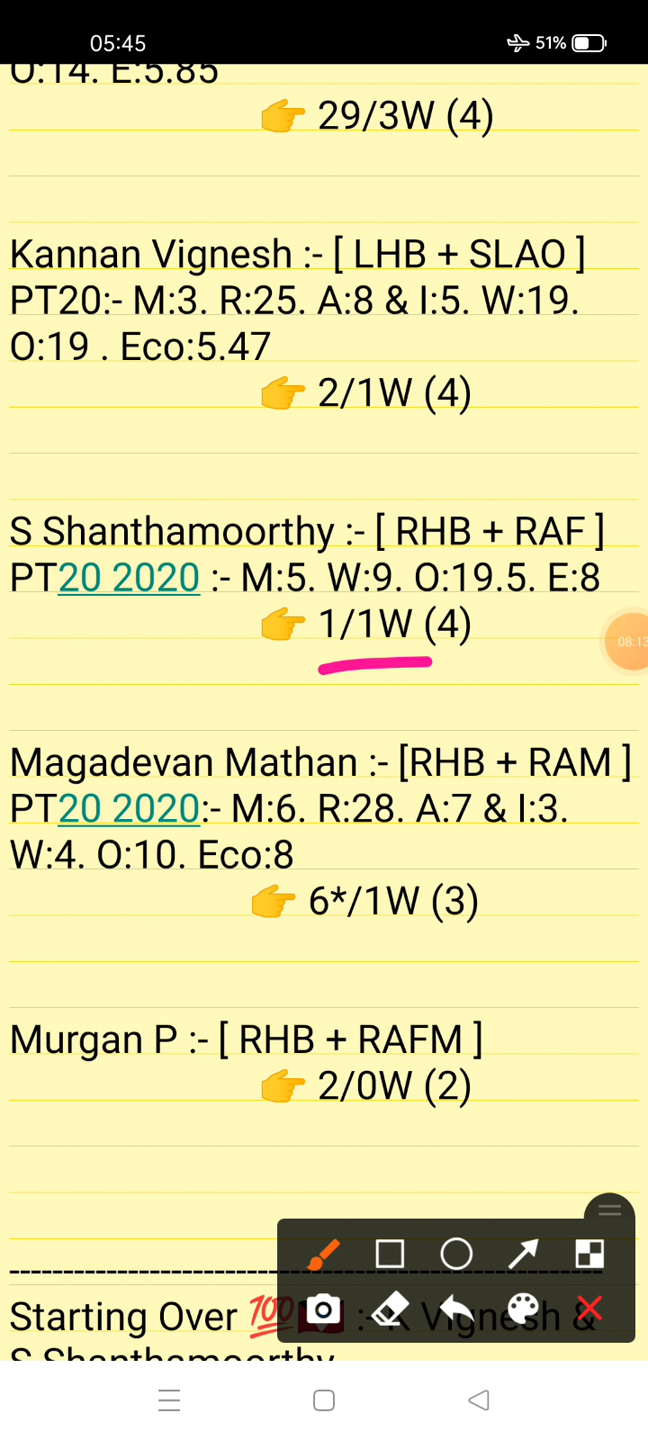 05:45
51%
O:14. E:5.85
👉 29/3W (4)
Kannan Vignesh :- [ LHB + SLAO ]
PT20:- M:3. R:25. A:8 & I:5. W:19.
O:19 . Eco:5.47
👉 2/1W (4)
S Shanthamoorthy :- [ RHB + RAF ]
PT20 2020 :- M:5. W:9. O:19.5. E:8
👉 1/1W (4)
08:13
Magadevan Mathan :- [RHB + RAM ]
PT20 2020:- M:6. R:28. A:7 & I:3.
W:4. O:10. Eco:8
👉 6*/1W (3)
Murgan P :- [ RHB + RAFM ]
👉 2/0W (2)
--------------------------------------------------
Starting Over 💯 :- K Vignesh &
S Shanthamoorthy